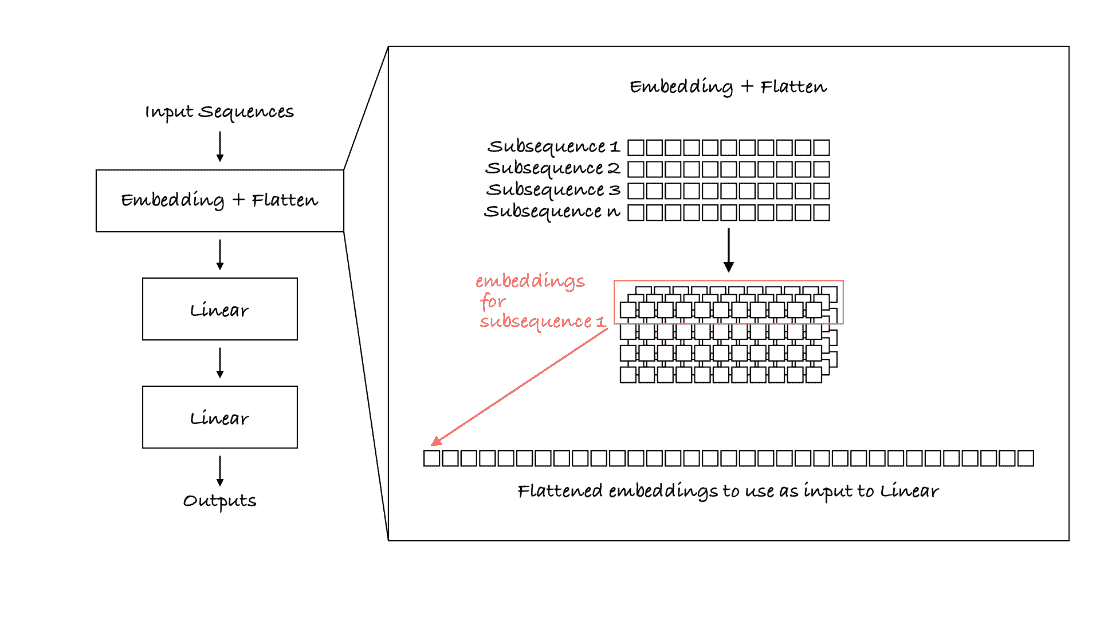 Input Sequences
Embedding + Flatten
Linear
Linear
Outputs
Embedding + Flatten
Subsequence 1
Subsequence 2
Subsequence 3
Subsequence n
embeddings
for
subsequence 1
Flattened embeddings to use as input to Linear